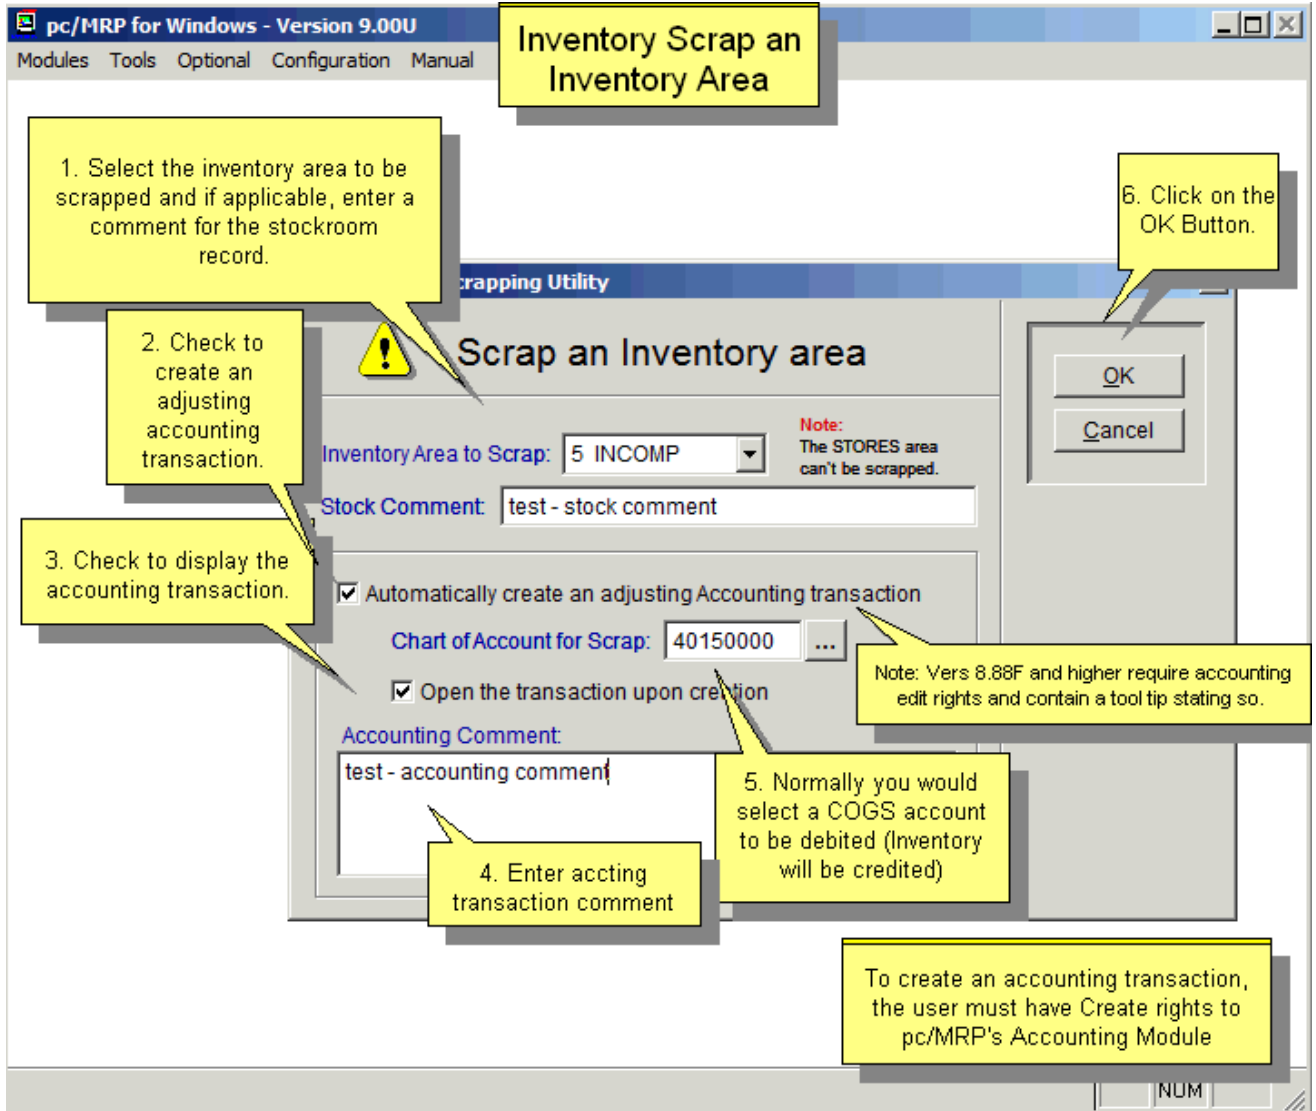 pc/MRP for Windows - Version 9.00U
Modules Tools Optional Configuration Manual
Inventory Scrap an
Inventory Area
1. Select the inventory area to be
scrapped and if applicable, enter a
comment for the stockroom
record.
6. Click on the
OK Button.
crapping Utility
2. Check to
create an
adjusting
accounting
transaction.
Scrap an Inventory area
OK
Cancel
Note:
The STORES area
can't be scrapped.
Inventory Area to Scrap: 5 INCOMP
Stock Comment: test - stock comment
3. Check to display the
accounting transaction.
Automatically create an adjusting Accounting transaction
Chart of Account for Scrap: 40150000 ...
Note: Vers 8.88F and higher require accounting
edit rights and contain a tool tip stating so.
Open the transaction upon creation
Accounting Comment:
test - accounting comment
5. Normally you would
select a COGS account
to be debited (Inventory
will be credited)
4. Enter accting
transaction comment
To create an accounting transaction,
the user must have Create rights to
pc/MRP's Accounting Module
NUM